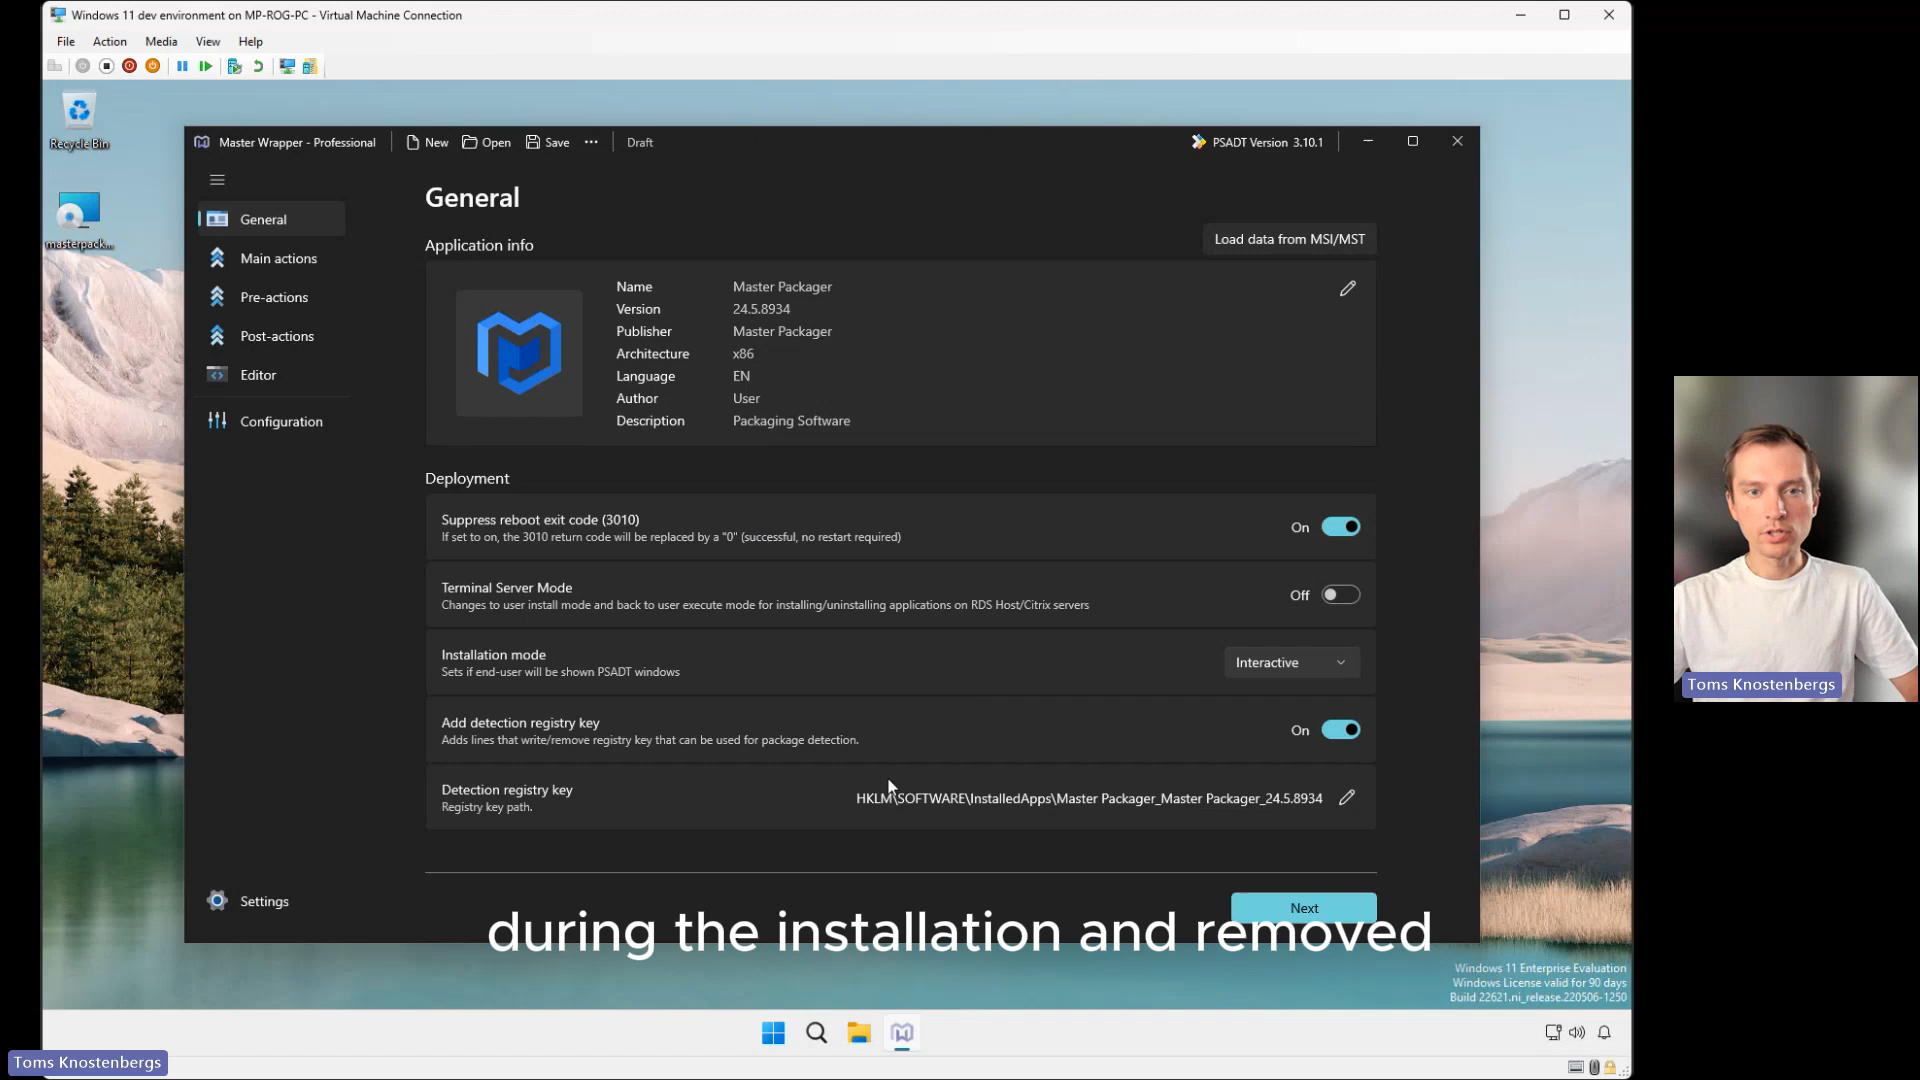 Windows 11 dev environment on MP-ROG-PC - Virtual Machine Connection
File Action Media View Help
Recycle Bin
masterpack...
Master Wrapper - Professional
New Open Save ... Draft
PSADT Version 3.10.1
General
Main actions
Pre-actions
Post-actions
Editor
Configuration
Settings
General
Application info
Load data from MSI/MST
Name Master Packager
Version 24.5.8934
Publisher Master Packager
Architecture x86
Language EN
Author User
Description Packaging Software
Deployment
Suppress reboot exit code (3010)
If set to on, the 3010 return code will be replaced by a "0" (successful, no restart required)
On
Terminal Server Mode
Changes to user install mode and back to user execute mode for installing/uninstalling applications on RDS Host/Citrix servers
Off
Installation mode
Sets if end-user will be shown PSADT windows
Interactive
Add detection registry key
Adds lines that write/remove registry key that can be used for package detection.
On
Detection registry key
Registry key path.
HKLM\SOFTWARE\InstalledApps\Master Packager_Master Packager_24.5.8934
Next
during the installation and removed
Windows 11 Enterprise Evaluation
Windows License valid for 90 days
Build 22621.ni_release.220506-1250
Toms Knostenbergs
Toms Knostenbergs